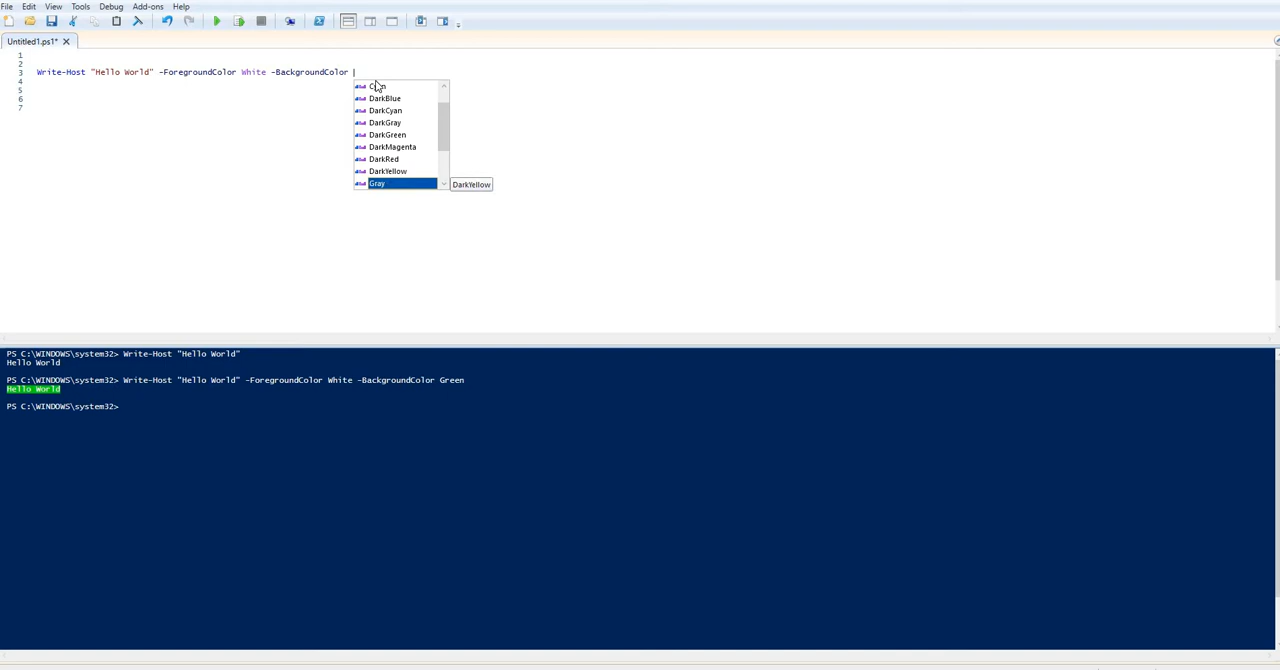 File Edit View Tools Debug Add-ons Help
Untitled1.ps1*
1
2
3 Write-Host "Hello World" -ForegroundColor White -BackgroundColor
4
5
6
7
DarkBlue
DarkCyan
DarkGray
DarkGreen
DarkMagenta
DarkRed
DarkYellow
Gray DarkYellow
PS C:\WINDOWS\system32> Write-Host "Hello World"
Hello World
PS C:\WINDOWS\system32> Write-Host "Hello World" -ForegroundColor White -BackgroundColor Green
Hello World
PS C:\WINDOWS\system32>